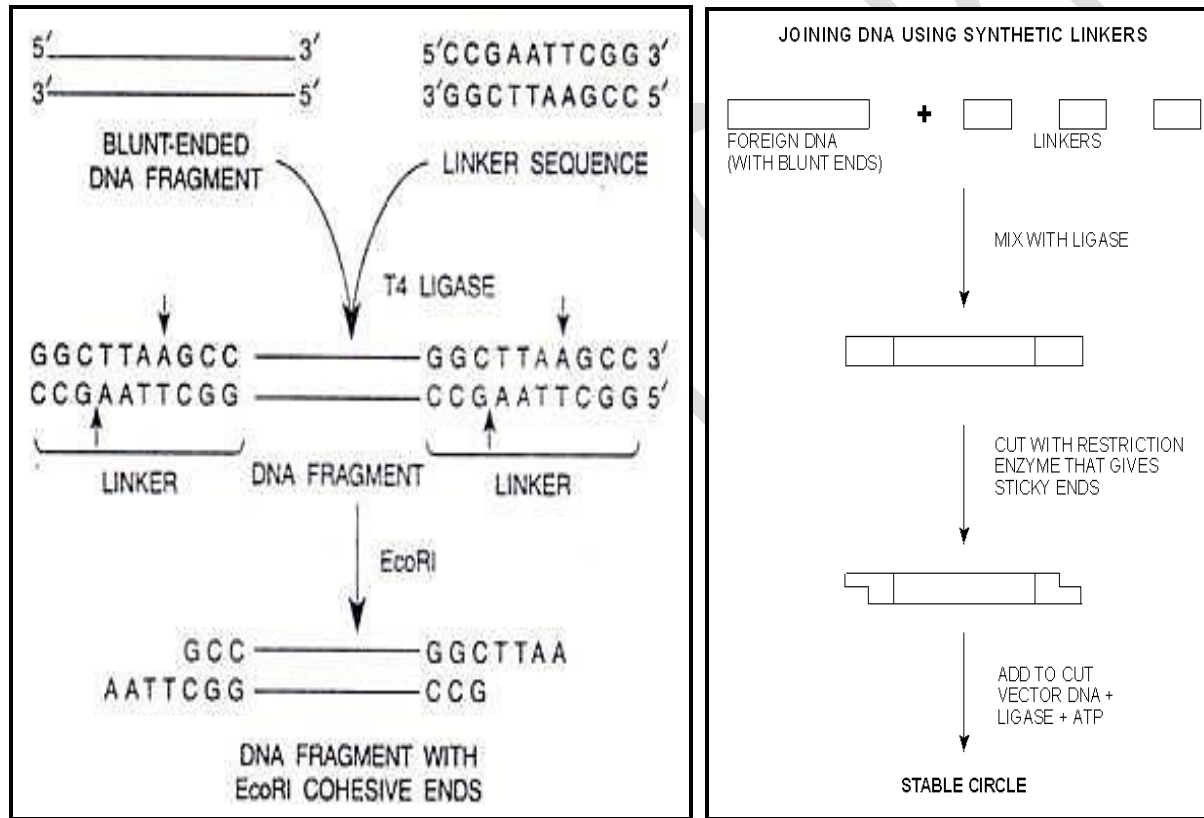 5′ 3′
3′ 5′
5′CCGAATTCGG 3′
3′GGCTTAAGCC 5′
BLUNT-ENDED
DNA FRAGMENT
LINKER SEQUENCE
T4 LIGASE
GGCTTAAGCC GGCTTAAGCC 3′
CCGAATTCGG CCGAATTCGG 5′
LINKER DNA FRAGMENT LINKER
EcoRI
GCC GGCTTAA
AATTCGG CCG
DNA FRAGMENT WITH
EcoRI COHESIVE ENDS
JOINING DNA USING SYNTHETIC LINKERS
+
FOREIGN DNA
(WITH BLUNT ENDS)
LINKERS
MIX WITH LIGASE
CUT WITH RESTRICTION
ENZYME THAT GIVES
STICKY ENDS
ADD TO CUT
VECTOR DNA +
LIGASE + ATP
STABLE CIRCLE